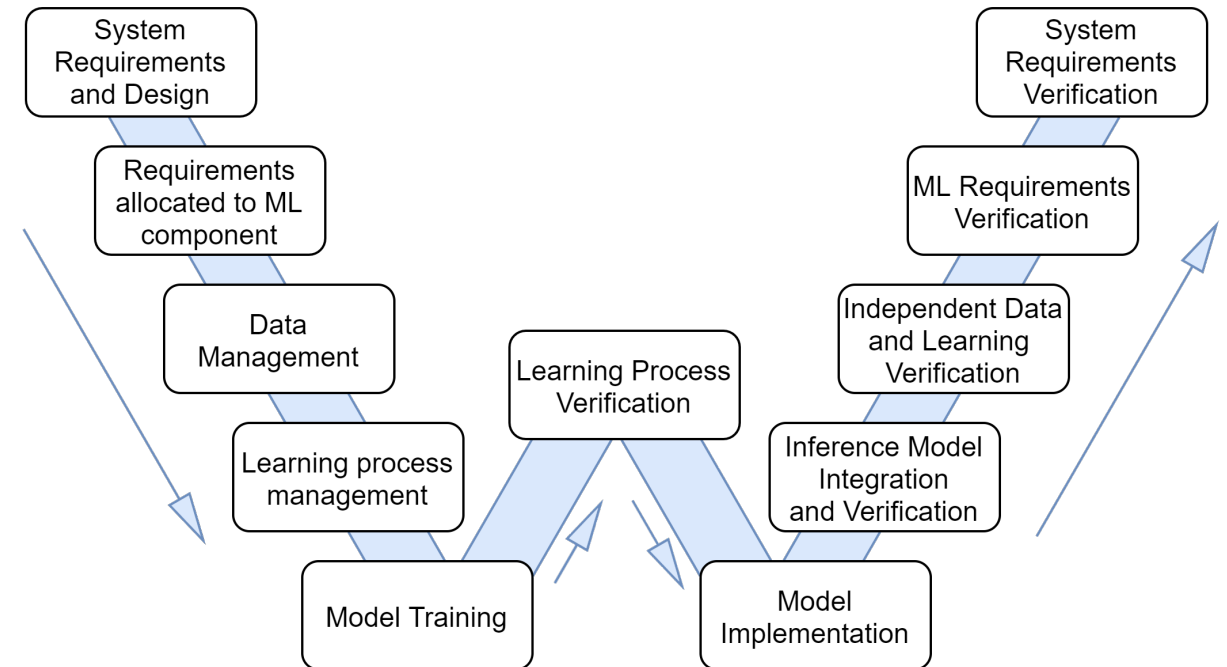 System
Requirements
and Design
Requirements
allocated to ML
component
Data
Management
Learning process
management
Model Training
Learning Process
Verification
Model
Implementation
Inference Model
Integration
and Verification
Independent Data
and Learning
Verification
ML Requirements
Verification
System
Requirements
Verification